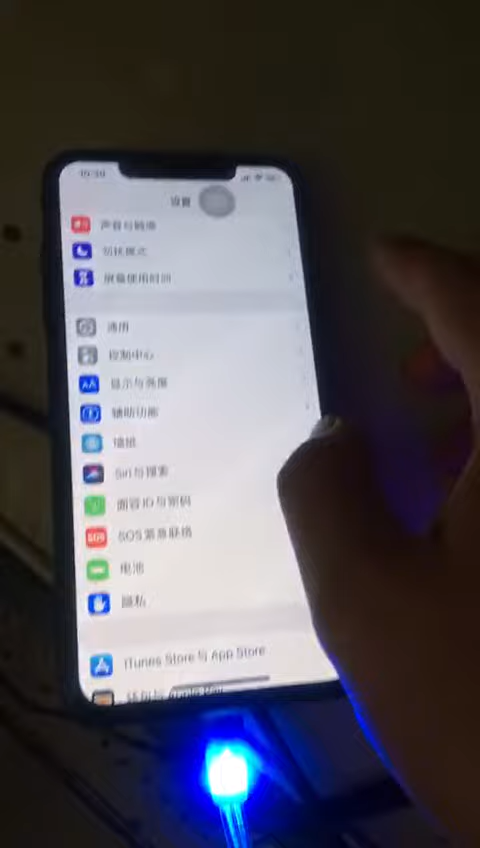 设置
声音与触感
勿扰模式
屏幕使用时间
通用
控制中心
AA
显示与亮度
辅助功能
墙纸
Siri与搜索
面容ID与密码
SOS
SOS紧急联络
电池
隐私
iTunes Store与App Store